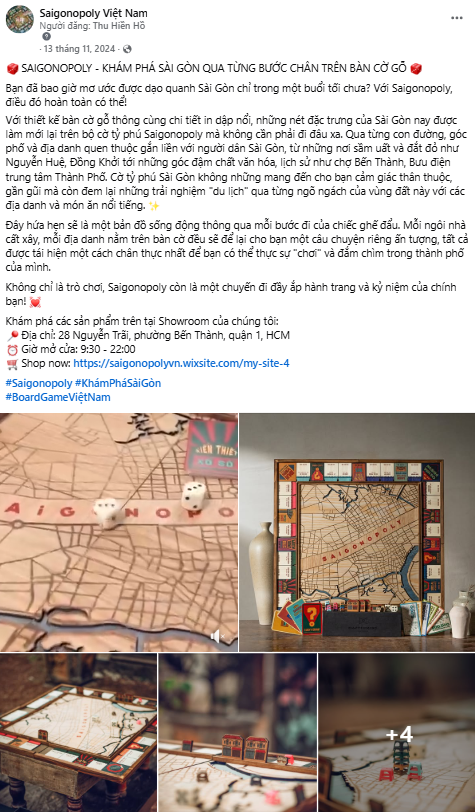 Saigonopoly Việt Nam
Người đăng: Thu Hiền Hồ
· 13 tháng 11, 2024 ·
SAIGONOPOLY - KHÁM PHÁ SÀI GÒN QUA TỪNG BƯỚC CHÂN TRÊN BÀN CỜ GỖ
Bạn đã bao giờ mơ ước được dạo quanh Sài Gòn chỉ trong một buổi tối chưa? Với Saigonopoly,
điều đó hoàn toàn có thể!
Với thiết kế bàn cờ gỗ thông cùng chi tiết in dập nổi, những nét đặc trưng của Sài Gòn nay được
làm mới lại trên bộ cờ tỷ phú Saigonopoly mà không cần phải đi đâu xa. Qua từng con đường, góc
phố và địa danh quen thuộc gắn liền với người dân Sài Gòn, từ những nơi sầm uất và đắt đỏ như
Nguyễn Huệ, Đồng Khởi tới những góc đậm chất văn hóa, lịch sử như chợ Bến Thành, Bưu điện
trung tâm Thành Phố. Cờ tỷ phú Sài Gòn không những mang đến cho bạn cảm giác thân thuộc,
gần gũi mà còn đem lại những trải nghiệm "du lịch" qua từng ngõ ngách của vùng đất này với các
địa danh và món ăn nổi tiếng. ✨
Đây hứa hẹn sẽ là một bản đồ sống động thông qua mỗi bước đi của chiếc ghế đẩu. Mỗi ngôi nhà
cất xây, mỗi địa danh nằm trên bàn cờ đều sẽ để lại cho bạn một câu chuyện riêng ấn tượng, tất cả
được tái hiện một cách chân thực nhất để bạn có thể thực sự "chơi" và đắm chìm trong thành phố
của mình.
Không chỉ là trò chơi, Saigonopoly còn là một chuyến đi đầy ắp hành trang và kỷ niệm của chính
bạn! 💓
Khám phá các sản phẩm trên tại Showroom của chúng tôi:
📍 Địa chỉ: 28 Nguyễn Trãi, phường Bến Thành, quận 1, HCM
⏰ Giờ mở cửa: 9:30 - 22:00
🛒 Shop now: https://saigonopolyvn.wixsite.com/my-site-4
#Saigonopoly #KhámPháSàiGòn
#BoardGameViệtNam
KIẾN THIẾT
SAIGONOPOLY
+4